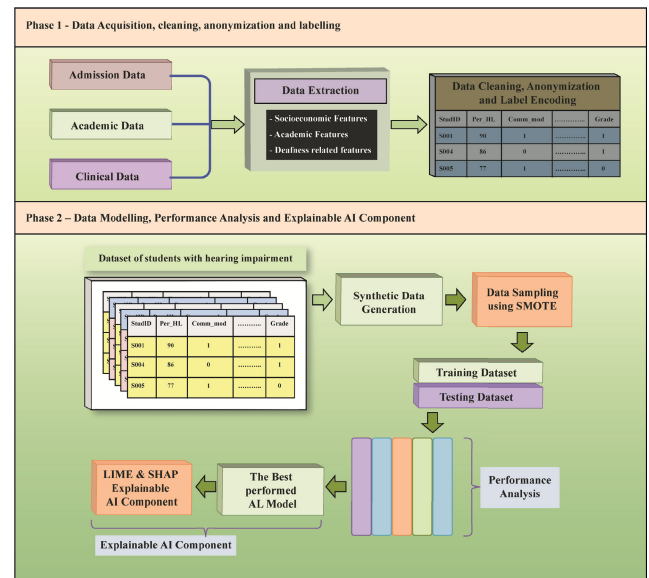 Phase 1 - Data Acquisition, cleaning, anonymization and labelling
Admission Data
Academic Data
Clinical Data
Data Extraction
- Socioeconomic Features
- Academic Features
- Deafness related features
Data Cleaning, Anonymization
and Label Encoding
StudID Per_HL Comm_mod ............. Grade
S001 90 1 ........... 1
S004 86 0 ........... 1
S005 77 1 ........... 0
Phase 2 – Data Modelling, Performance Analysis and Explainable AI Component
Dataset of students with hearing impairment
StudID Per_HL Comm_mod ........... Grade
S001 90 1 ........... 1
S004 86 0 ........... 1
S005 77 1 ........... 0
Synthetic Data
Generation
Data Sampling
using SMOTE
Training Dataset
Testing Dataset
Performance
Analysis
The Best
performed
AL Model
LIME & SHAP
Explainable
AI Component
Explainable AI Component